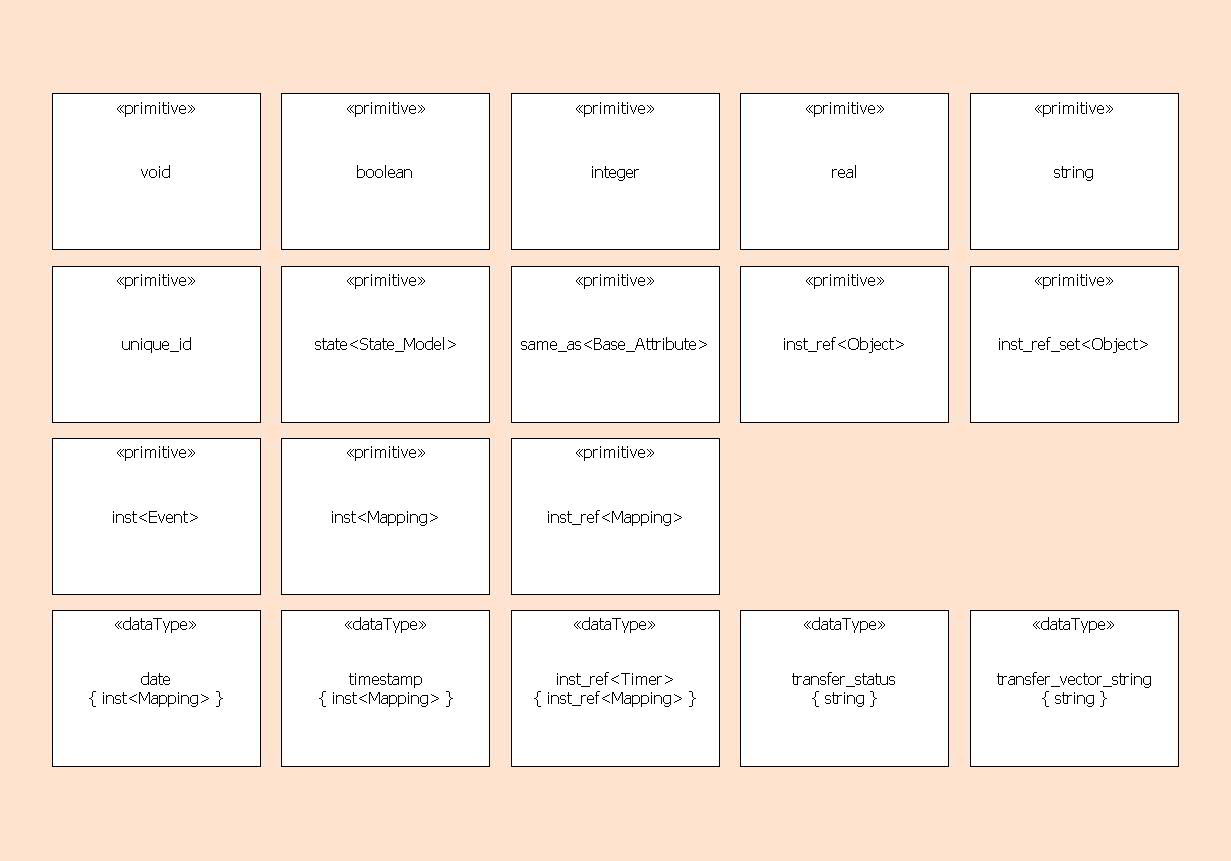 «primitive»
void
«primitive»
boolean
«primitive»
integer
«primitive»
real
«primitive»
string
«primitive»
unique_id
«primitive»
state<State_Model>
«primitive»
same_as<Base_Attribute>
«primitive»
inst_ref<Object>
«primitive»
inst_ref_set<Object>
«primitive»
inst<Event>
«primitive»
inst<Mapping>
«primitive»
inst_ref<Mapping>
«dataType»
date
{ inst<Mapping> }
«dataType»
timestamp
{ inst<Mapping> }
«dataType»
inst_ref<Timer>
{ inst_ref<Mapping> }
«dataType»
transfer_status
{ string }
«dataType»
transfer_vector_string
{ string }